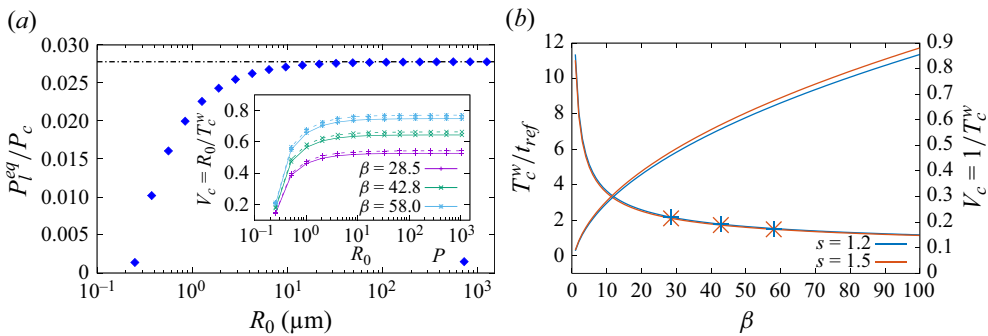 (a)
0.030
0.025
0.020
0.015
0.010
0.005
0
P_l^{eq}/P_c
10^{-1} 10^0 10^1 10^2 10^3
R_0 (μm)
0.8
0.6
0.4
0.2
V_c = R_0/T_c^w
β = 28.5
β = 42.8
β = 58.0
10^{-1} 10^0 10^1 10^2 10^3
R_0 P
(b)
12
10
8
6
4
2
0
T_c^w/t_{ref}
0 10 20 30 40 50 60 70 80 90 100
β
s = 1.2
s = 1.5
0.9
0.8
0.7
0.6
0.5
0.4
0.3
0.2
0.1
0
V_c = 1/T_c^w